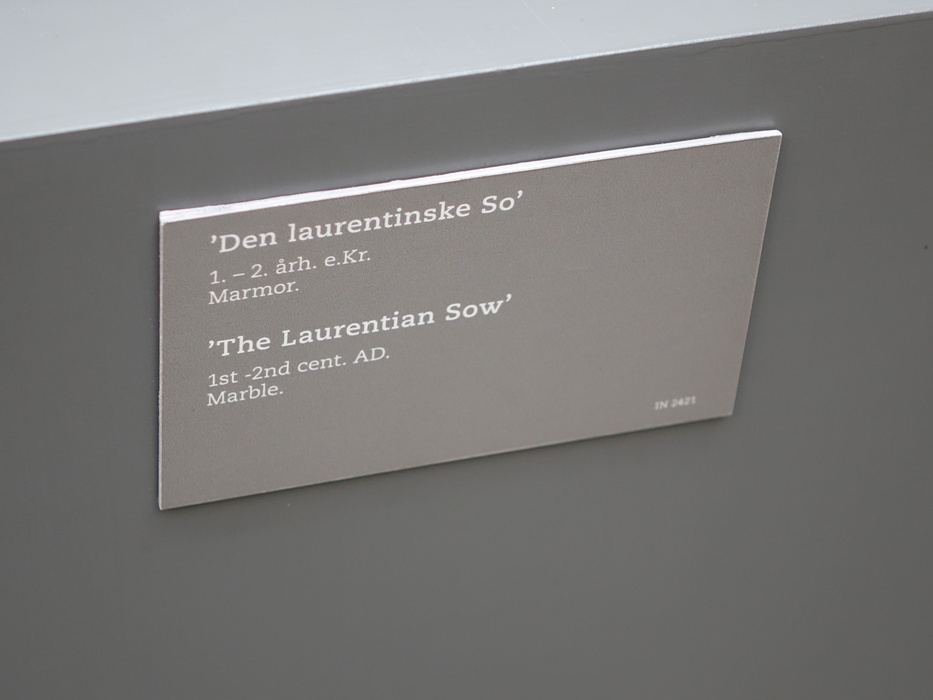 ’Den laurentinske So’
1. – 2. årh. e.Kr.
Marmor.
’The Laurentian Sow’
1st -2nd cent. AD.
Marble.
IN 2421